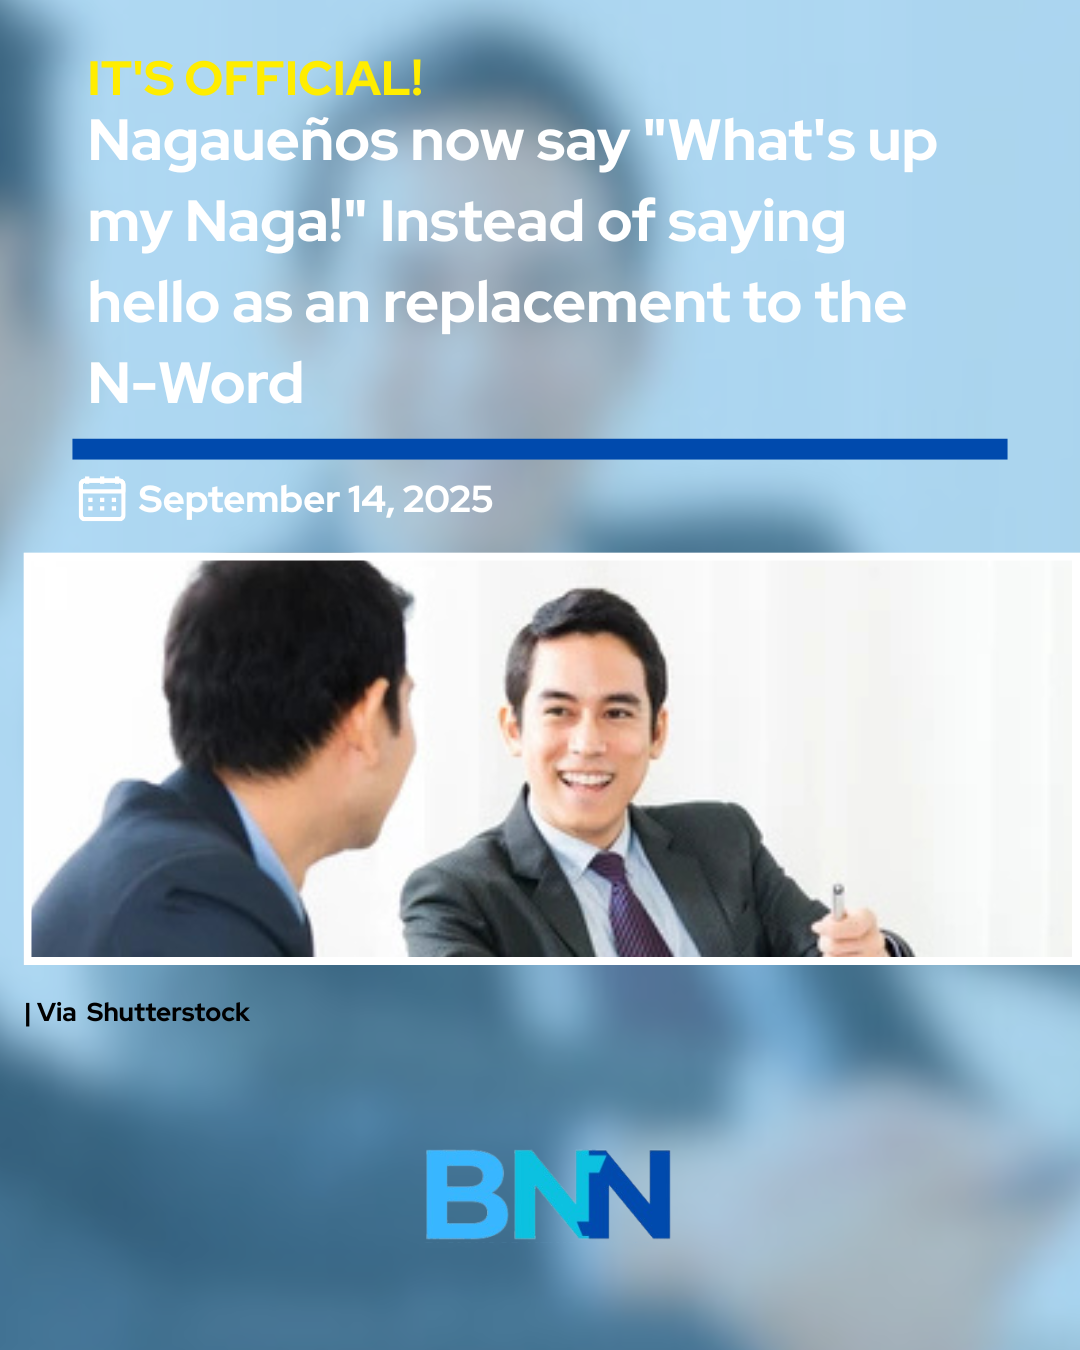 IT'S OFFICIAL!
Nagaueños now say "What's up
my Naga!" Instead of saying
hello as an replacement to the
N-Word
September 14, 2025
| Via Shutterstock
BNN